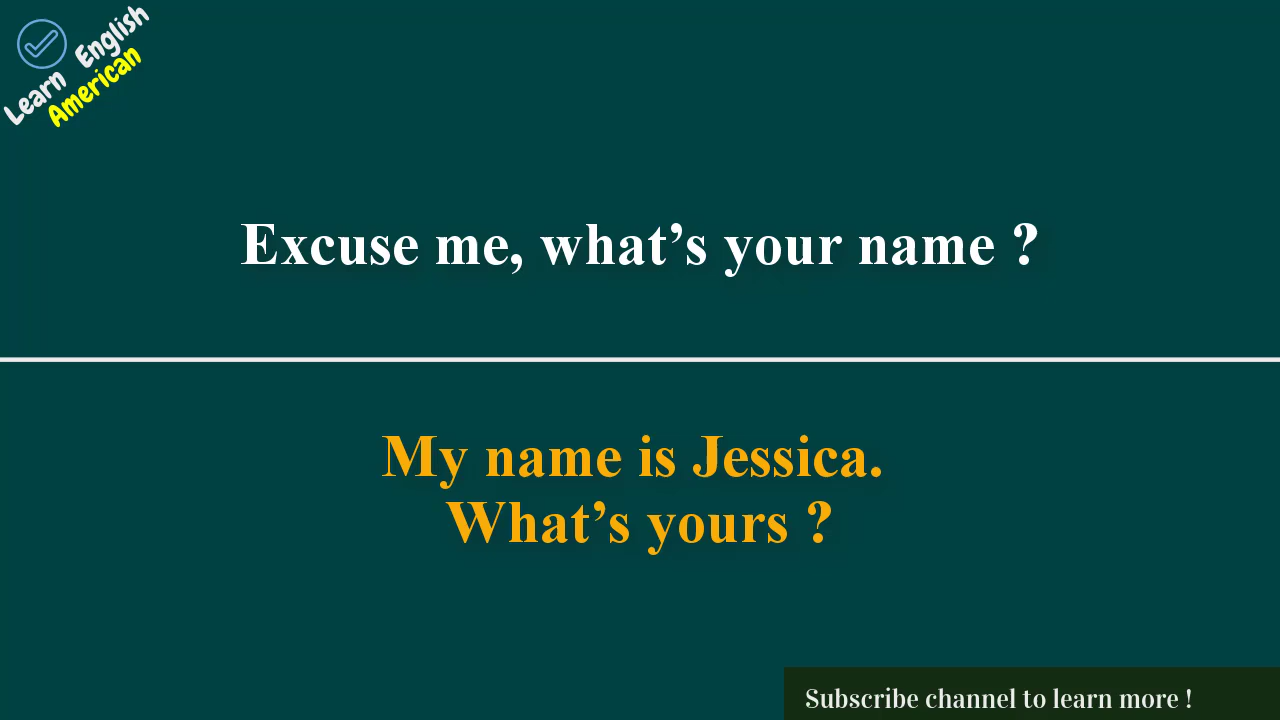 Learn English
American
Excuse me, what’s your name ?
My name is Jessica.
What’s yours ?
Subscribe channel to learn more !